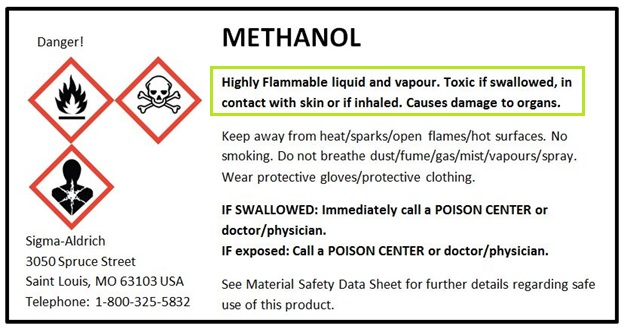 Danger!
METHANOL
Highly Flammable liquid and vapour. Toxic if swallowed, in
contact with skin or if inhaled. Causes damage to organs.
Keep away from heat/sparks/open flames/hot surfaces. No
smoking. Do not breathe dust/fume/gas/mist/vapours/spray.
Wear protective gloves/protective clothing.
IF SWALLOWED: Immediately call a POISON CENTER or
doctor/physician.
IF exposed: Call a POISON CENTER or doctor/physician.
See Material Safety Data Sheet for further details regarding safe
use of this product.
Sigma-Aldrich
3050 Spruce Street
Saint Louis, MO 63103 USA
Telephone: 1-800-325-5832